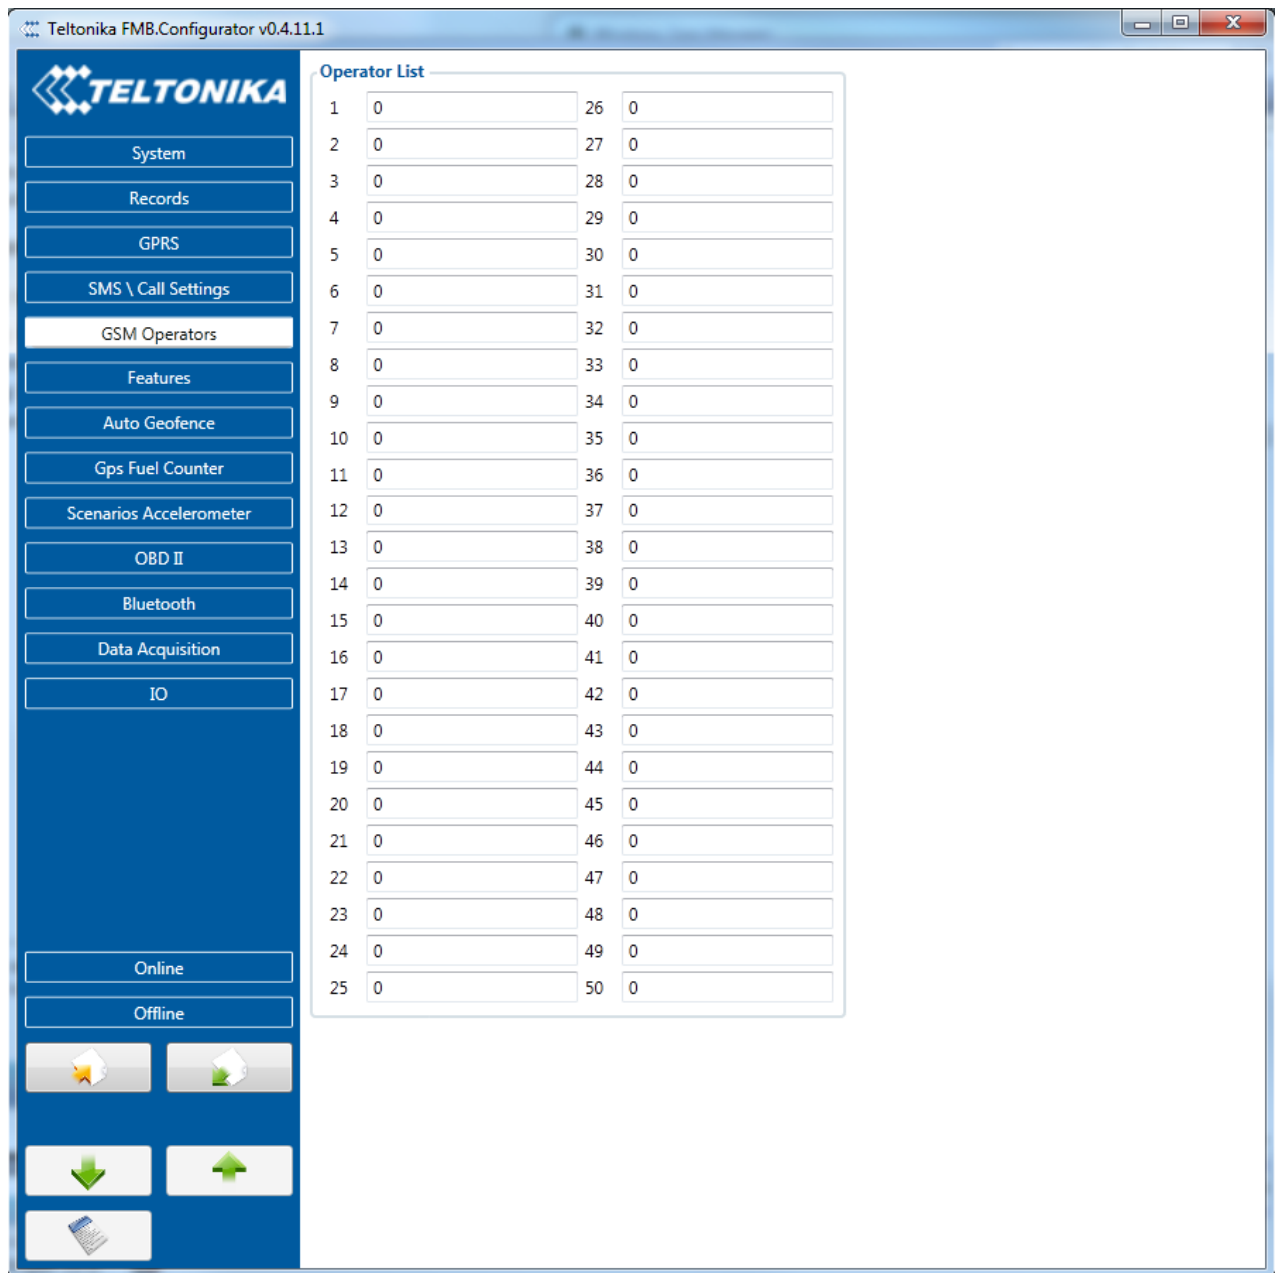 Teltonika FMB.Configurator v0.4.11.1
TELTONIKA
System
Records
GPRS
SMS \ Call Settings
GSM Operators
Features
Auto Geofence
Gps Fuel Counter
Scenarios Accelerometer
OBD II
Bluetooth
Data Acquisition
IO
Online
Offline
Operator List
1 0 26 0
2 0 27 0
3 0 28 0
4 0 29 0
5 0 30 0
6 0 31 0
7 0 32 0
8 0 33 0
9 0 34 0
10 0 35 0
11 0 36 0
12 0 37 0
13 0 38 0
14 0 39 0
15 0 40 0
16 0 41 0
17 0 42 0
18 0 43 0
19 0 44 0
20 0 45 0
21 0 46 0
22 0 47 0
23 0 48 0
24 0 49 0
25 0 50 0